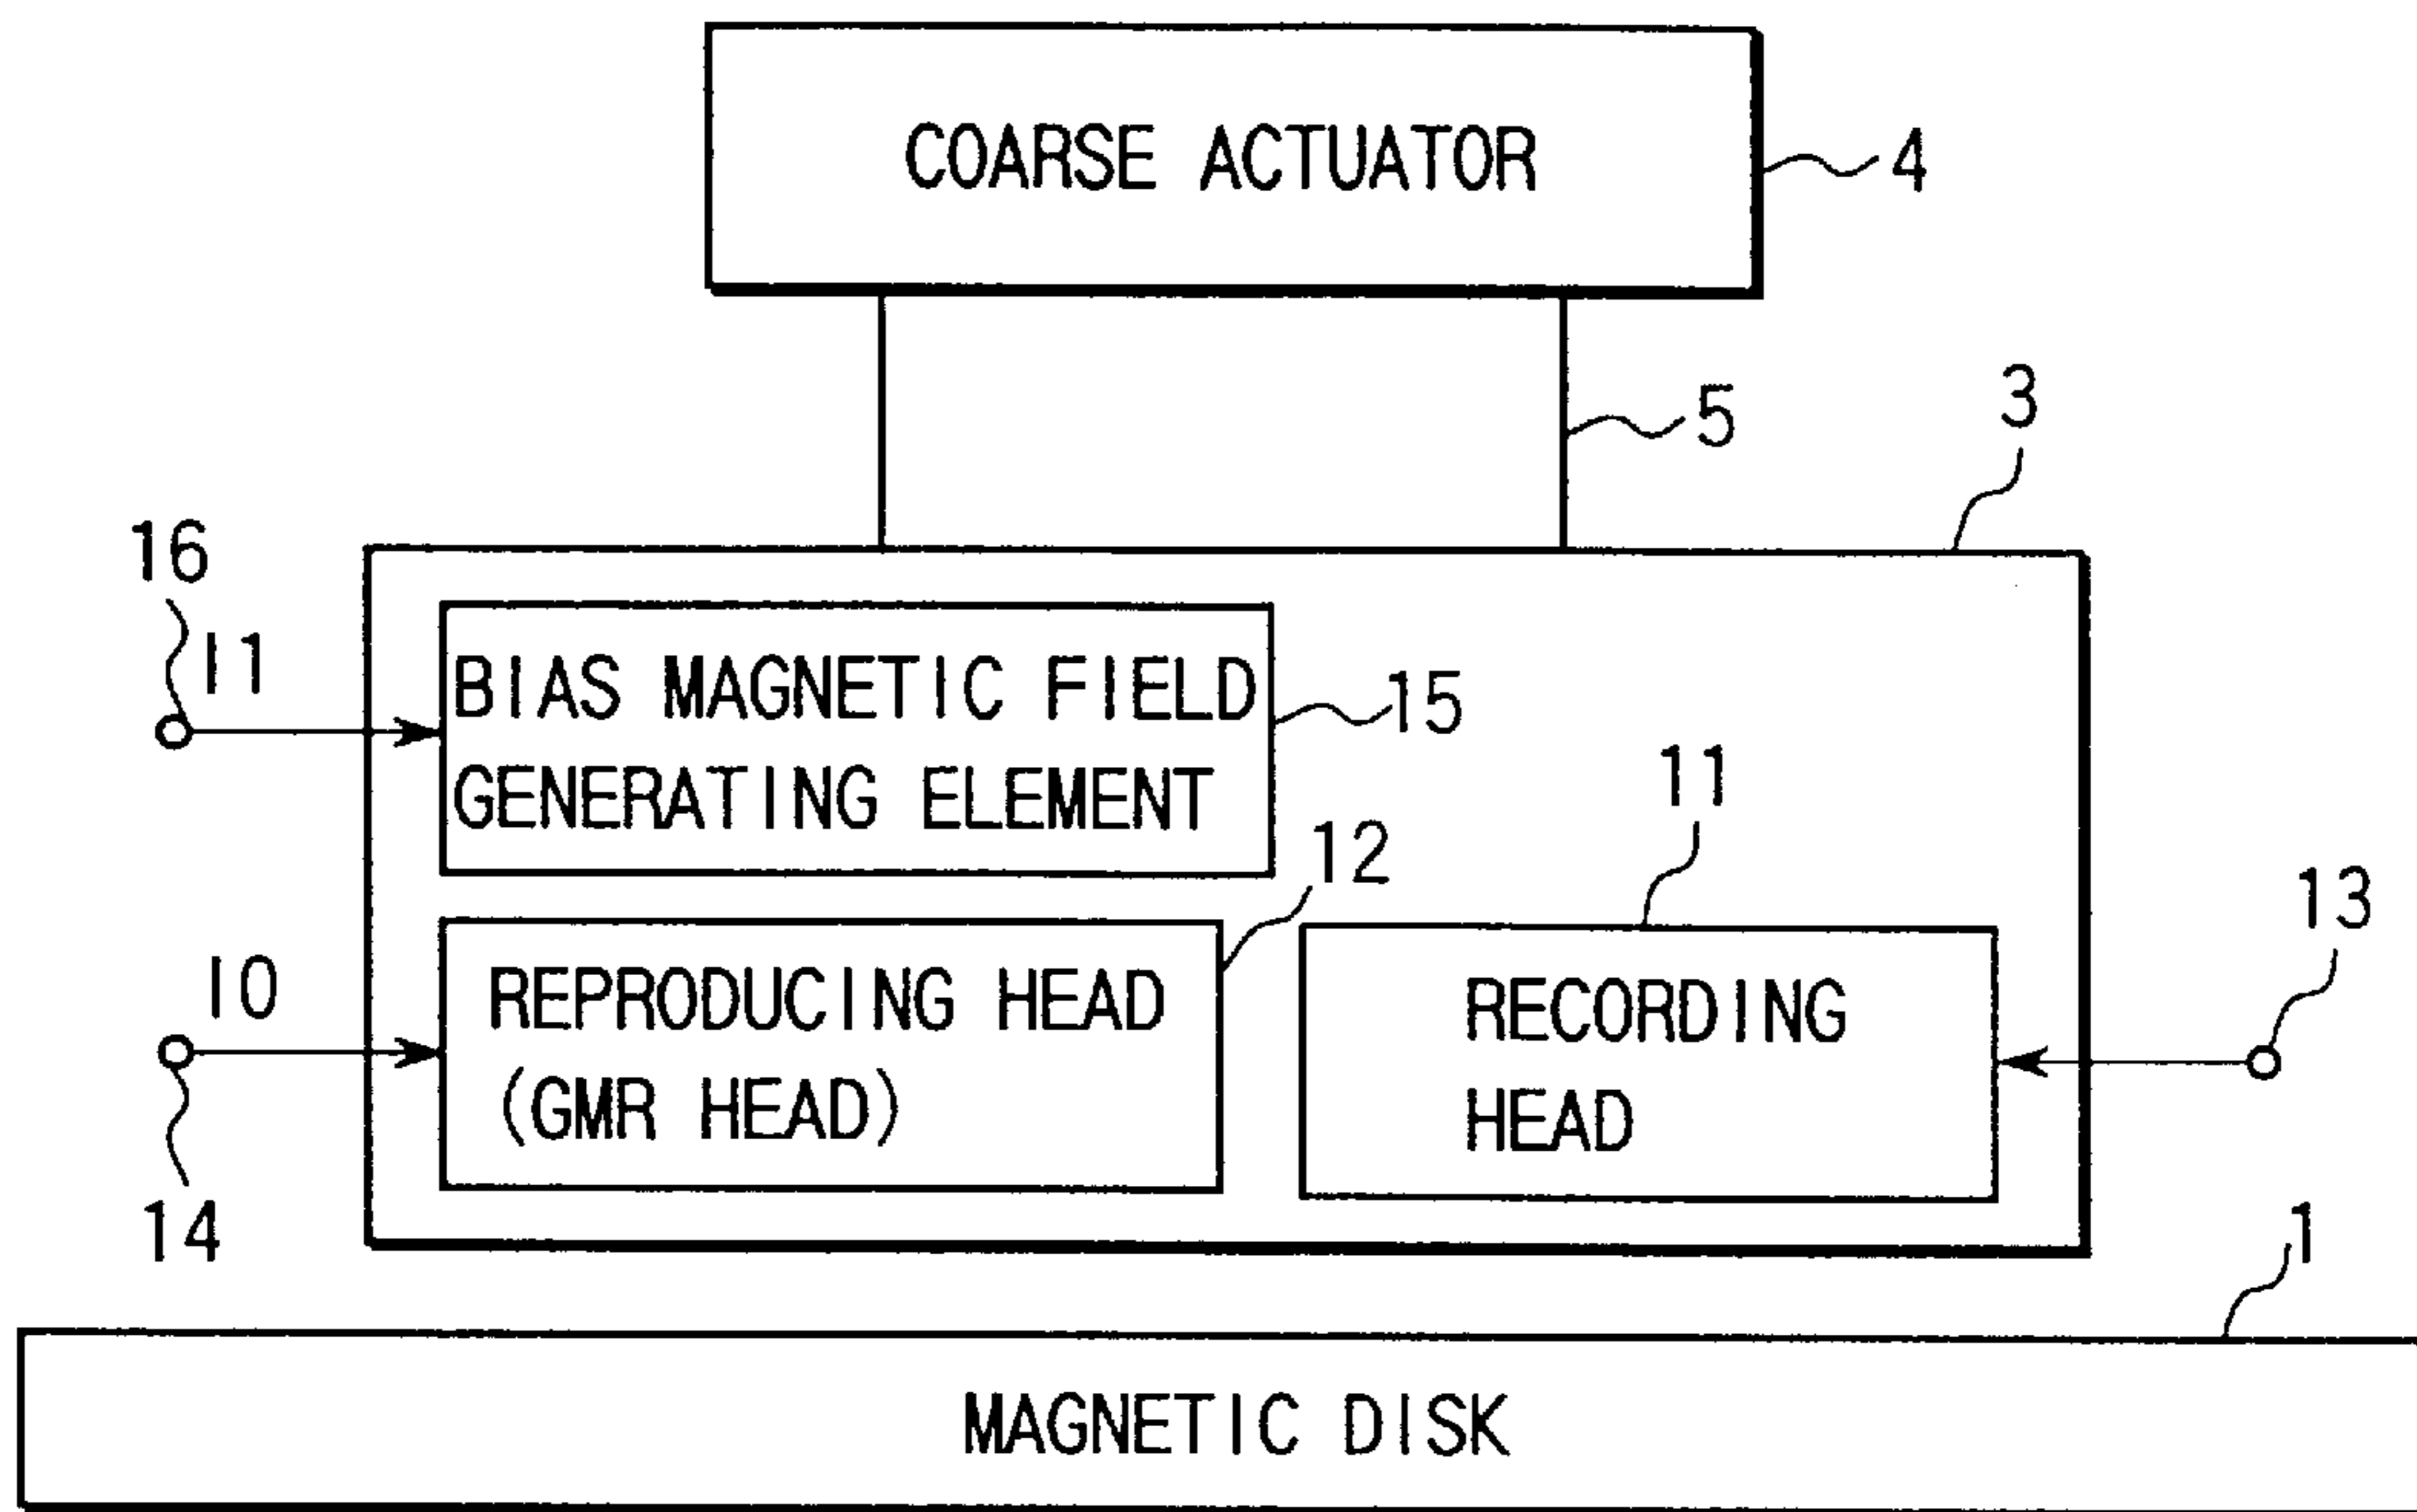 COARSE ACTUATOR
4
5
3
16
I1
BIAS MAGNETIC FIELD
GENERATING ELEMENT
15
11
12
13
I0
REPRODUCING HEAD
(GMR HEAD)
RECORDING
HEAD
14
1
MAGNETIC DISK